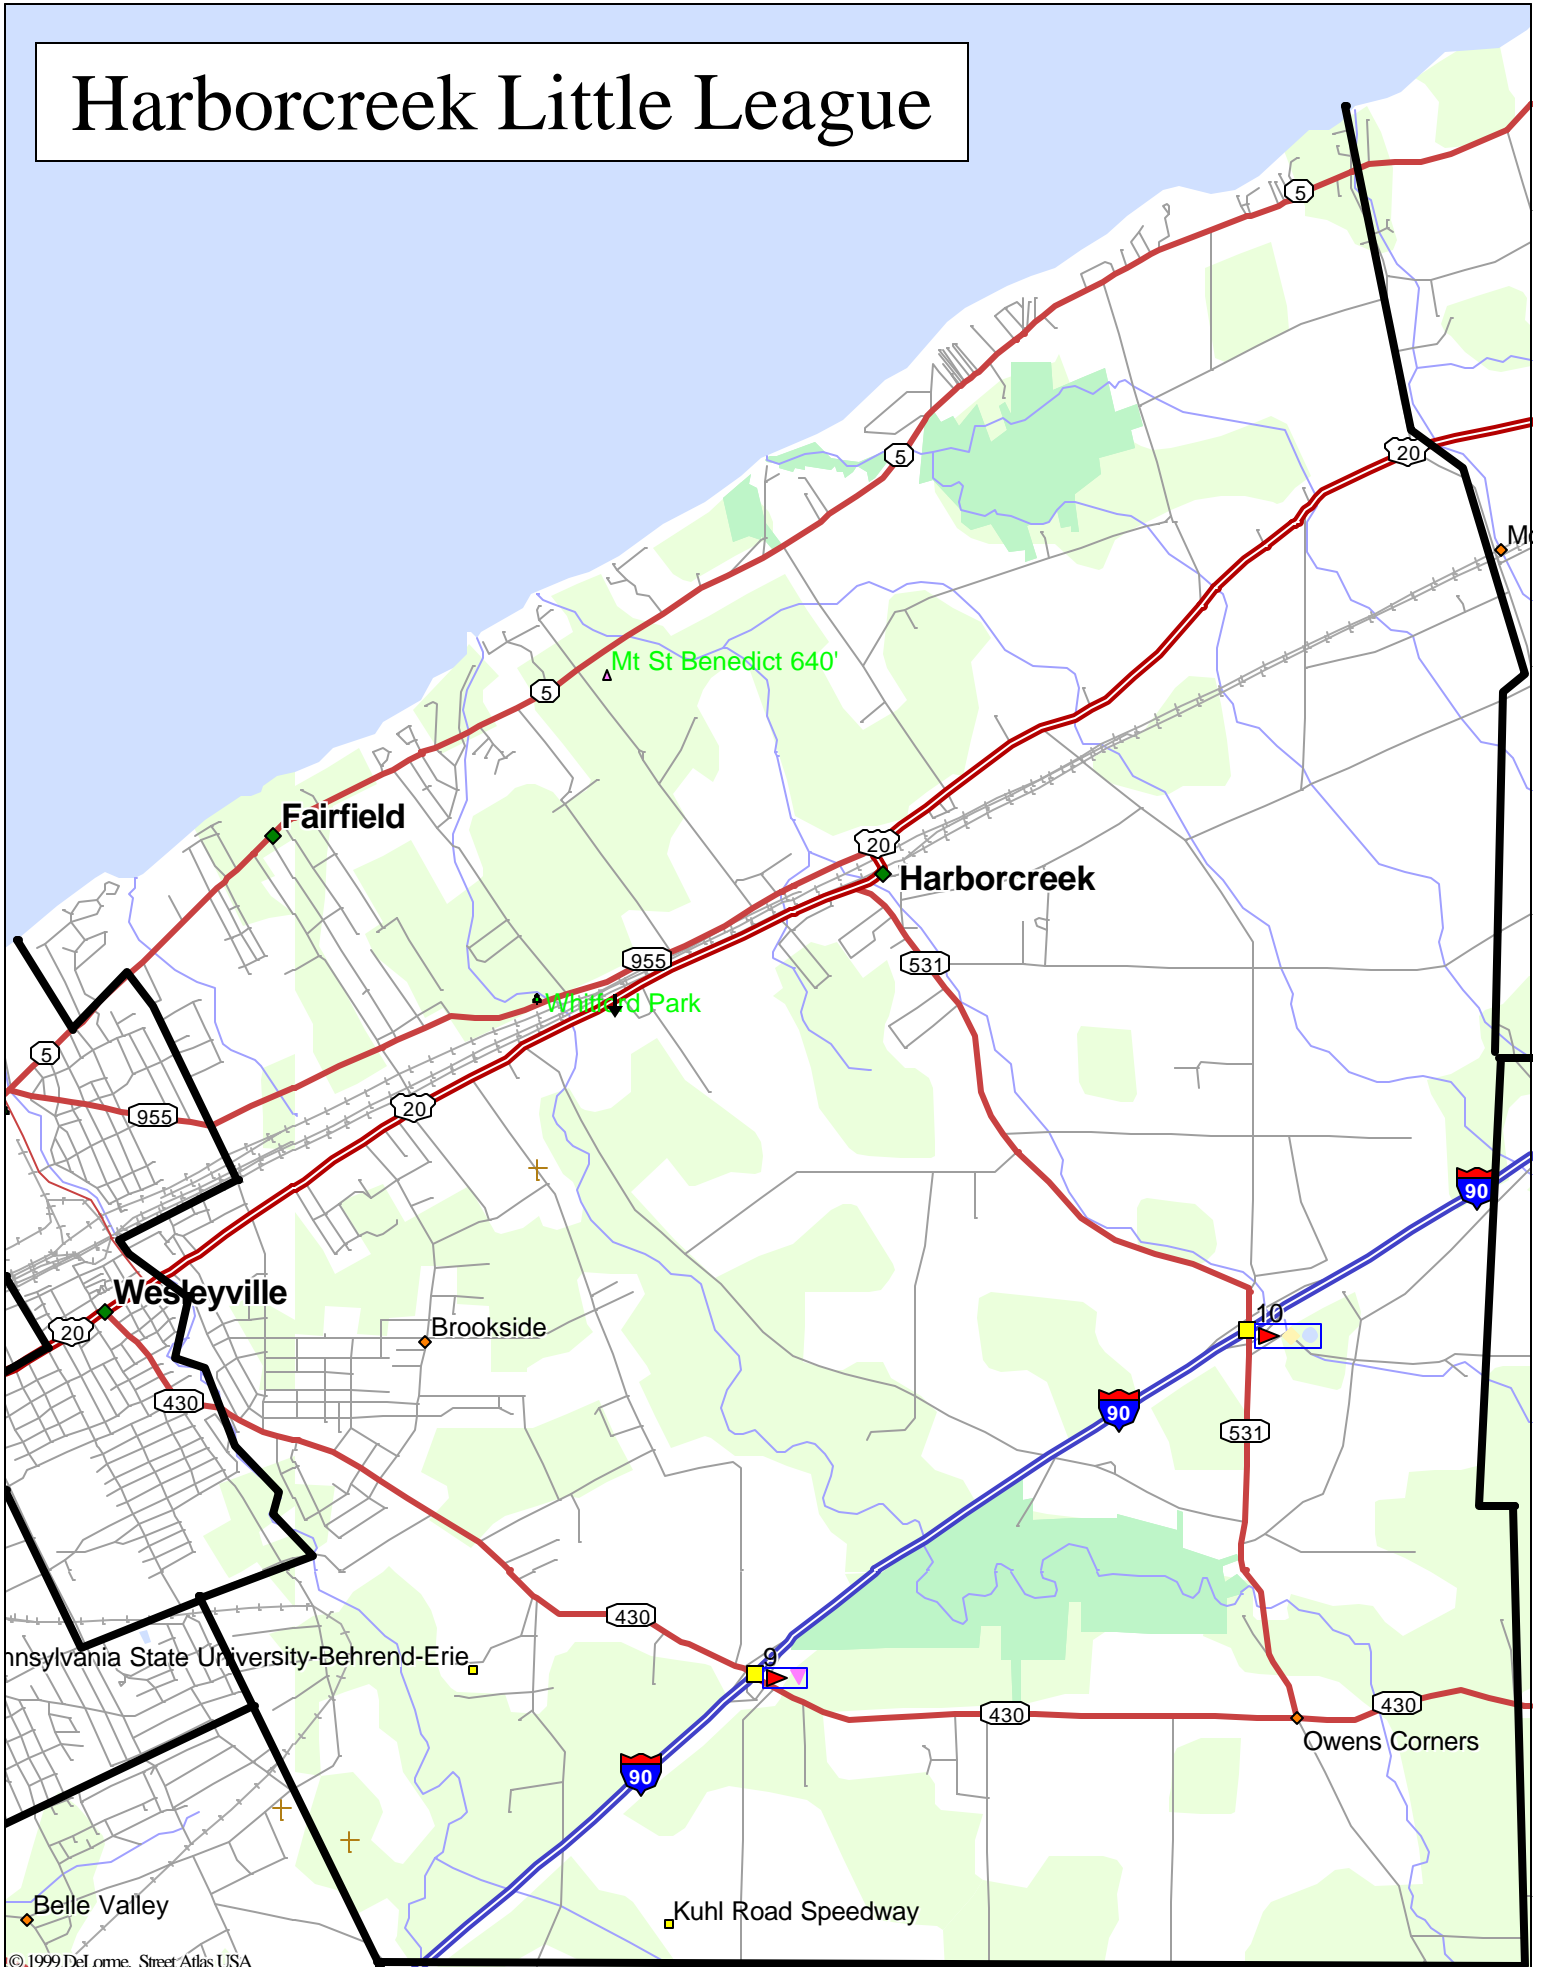 Harborcreek Little League
5
5
20
Mt St Benedict 640'
5
Fairfield
20
Harborcreek
955
531
Whitford Park
5
955
20
90
Wesleyville
10
Brookside
20
430
90
531
430
nnsylvania State University-Behrend-Erie
9
430
430
Owens Corners
90
Belle Valley
Kuhl Road Speedway
© 1999 DeLorme. Street Atlas USA